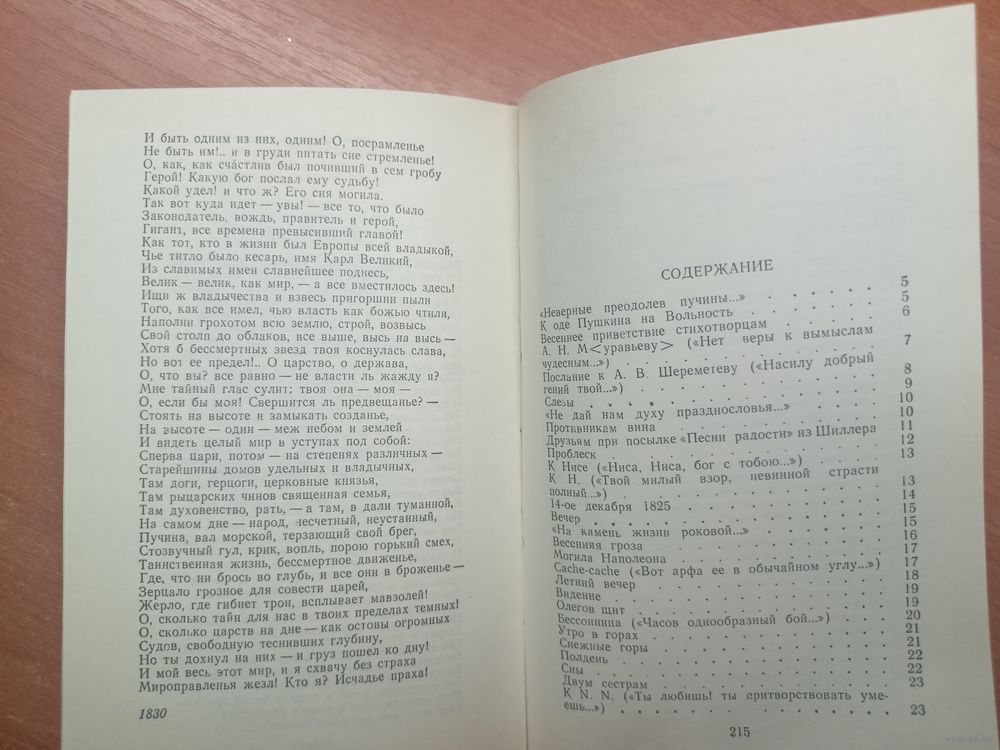 И быть одним из них, одним! О, посрамленье
Не быть им!.. и в груди питать сие стремленье!
О, как, как счáстлив был почивший в сем гробу
Герой! Какую бог послал ему судьбу!
Какой удел! и что ж? Его сия могила.
Так вот куда идет — увы! — все то, что было
Законодатель, вождь, правитель и герой,
Гигант, все времена превысивший главой!
Как тот, кто в жизни был Европы всей владыкой,
Чье титло было кесарь, имя Карл Великий,
Из славимых имен славнейшее поднесь,
Велик — велик, как мир, — а все вместилось здесь!
Ищи ж владычества и взвесь пригоршни пыли
Того, как все имел, чью власть как божью чтили,
Наполни грохотом всю землю, строй, возвысь
Свой столп до облаков, все выше, высь на высь —
Хотя б бессмертных звезд твоя коснулась слава,
Но вот ее предел!.. О царство, о держава,
О, что вы? все равно — не власти ль жажду я?
Мне тайный глас сулит: твоя она — моя —
О, если бы моя! Свершится ль предвещанье? —
Стоять на высоте и замыкать созданье,
На высоте — один — меж небом и землей
И видеть целый мир в уступах под собой:
Сперва цари, потом — на степенях различных —
Старейшины домов удельных и владычных,
Там доги, герцоги, церковные князья,
Там рыцарских чинов священная семья,
Там духовенство, рать, — а там, в дали туманной,
На самом дне — народ, несчетный, неустанный,
Пучина, вал морской, терзающий свой брег,
Стозвучный гул, крик, вопль, порою горький смех,
Таинственная жизнь, бессмертное движенье,
Где, что ни брось во глубь, и все они в броженье —
Зерцало грозное для совести царей,
Жерло, где гибнет трон, всплывает мавзолей!
О, сколько тайн для нас в твоих пределах темных!
О, сколько царств на дне — как остовы огромных
Судов, свободную теснивших глубину,
Но ты дохнул на них — и груз пошел ко дну!
И мой весь этот мир, и я схвачу без страха
Мироправленья жезл! Кто я? Исчадье праха!
1830
СОДЕРЖАНИЕ
«Неверные преодолев пучины...» 5
К оде Пушкина на Вольность 5
Весеннее приветствие стихотворцам 6
А. Н. М<уравьеву> («Нет веры к вымыслам
чудесным...») 7
Послание к А. В. Шереметеву («Насилу добрый
гений твой...») 8
Слезы 9
«Не дай нам духу празднословья...» 10
Противникам вина 10
Друзьям при посылке «Песни радости» из Шиллера 11
Проблеск 12
К Нисе («Ниса, Ниса, бог с тобою...») 13
К Н. («Твой милый взор, невинной страсти
полный...») 13
14-ое декабря 1825 14
Вечер 15
«На камень жизни роковой...» 15
Весенняя гроза 16
Могила Наполеона 17
Cache-cache («Вот арфа ее в обычайном углу...») 17
Летний вечер 18
Видение 19
Олегов щит 19
Бессонница («Часов однообразный бой...») 20
Утро в горах 21
Снежные горы 21
Полдень 22
Сны 22
Двум сестрам 23
К N. N. («Ты любишь! ты притворствовать уме-
ешь...») 23
215